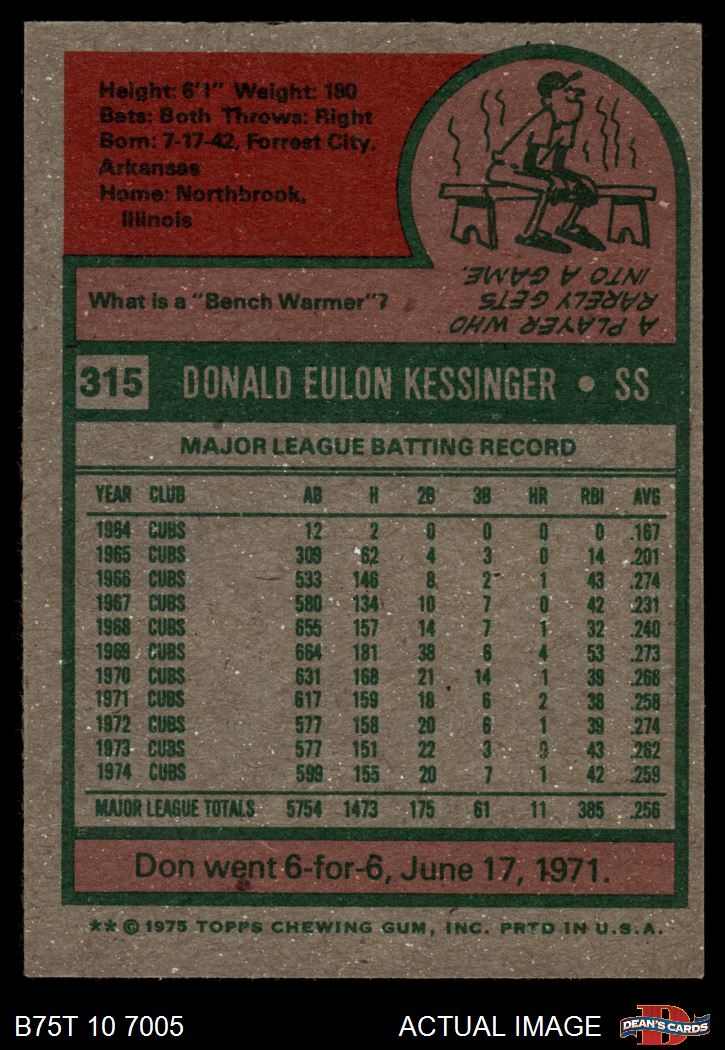 Height: 6'1" Weight: 180
Bats: Both Throws: Right
Born: 7-17-42, Forrest City,
Arkansas
Home: Northbrook,
Illinois
What is a "Bench Warmer"?
A PLAYER WHO
RARELY GETS
INTO A GAME.
315 DONALD EULON KESSINGER • SS
MAJOR LEAGUE BATTING RECORD
YEAR CLUB AB H 2B 3B HR RBI AVG
1964 CUBS 12 2 0 0 0 0 .167
1965 CUBS 309 62 4 3 0 14 .201
1966 CUBS 533 146 8 2 1 43 .274
1967 CUBS 580 134 10 7 0 42 .231
1968 CUBS 655 157 14 7 1 32 .240
1969 CUBS 664 181 38 6 4 53 .273
1970 CUBS 631 168 21 14 1 39 .266
1971 CUBS 617 159 18 6 2 38 .258
1972 CUBS 577 158 20 6 1 39 .274
1973 CUBS 577 151 22 3 0 43 .262
1974 CUBS 599 155 20 7 1 42 .259
MAJOR LEAGUE TOTALS 5754 1473 175 61 11 385 .256
Don went 6-for-6, June 17, 1971.
** © 1975 TOPPS CHEWING GUM, INC. PRTD IN U.S.A.
B75T 10 7005 ACTUAL IMAGE D DEAN'S CARDS